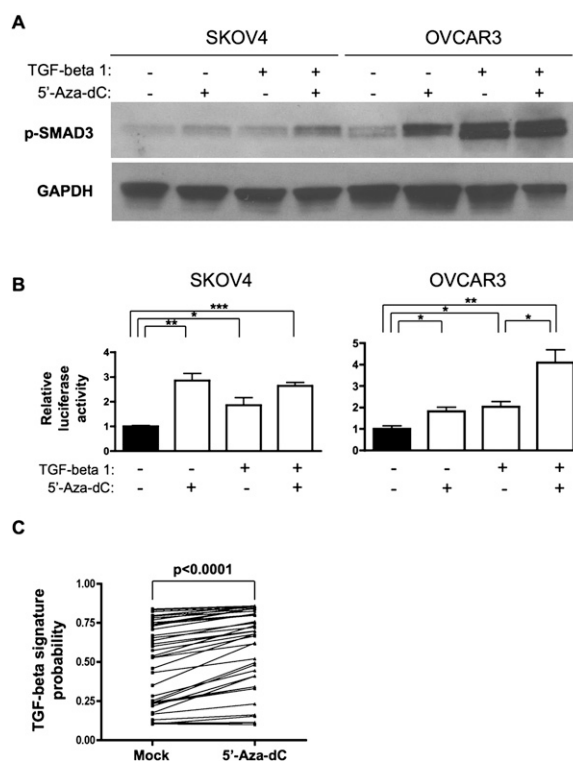 A
SKOV4 OVCAR3
TGF-beta 1: - - + + - - + +
5'-Aza-dC: - + - + - + - +
p-SMAD3
GAPDH
B
SKOV4 OVCAR3
*** **
* *
** * *
Relative luciferase activity
4
3
2
1
0
5
4
3
2
1
0
TGF-beta 1: - - + + - - + +
5'-Aza-dC: - + - + - + - +
C
p<0.0001
TGF-beta signature probability
1.00
0.75
0.50
0.25
0.00
Mock 5'-Aza-dC